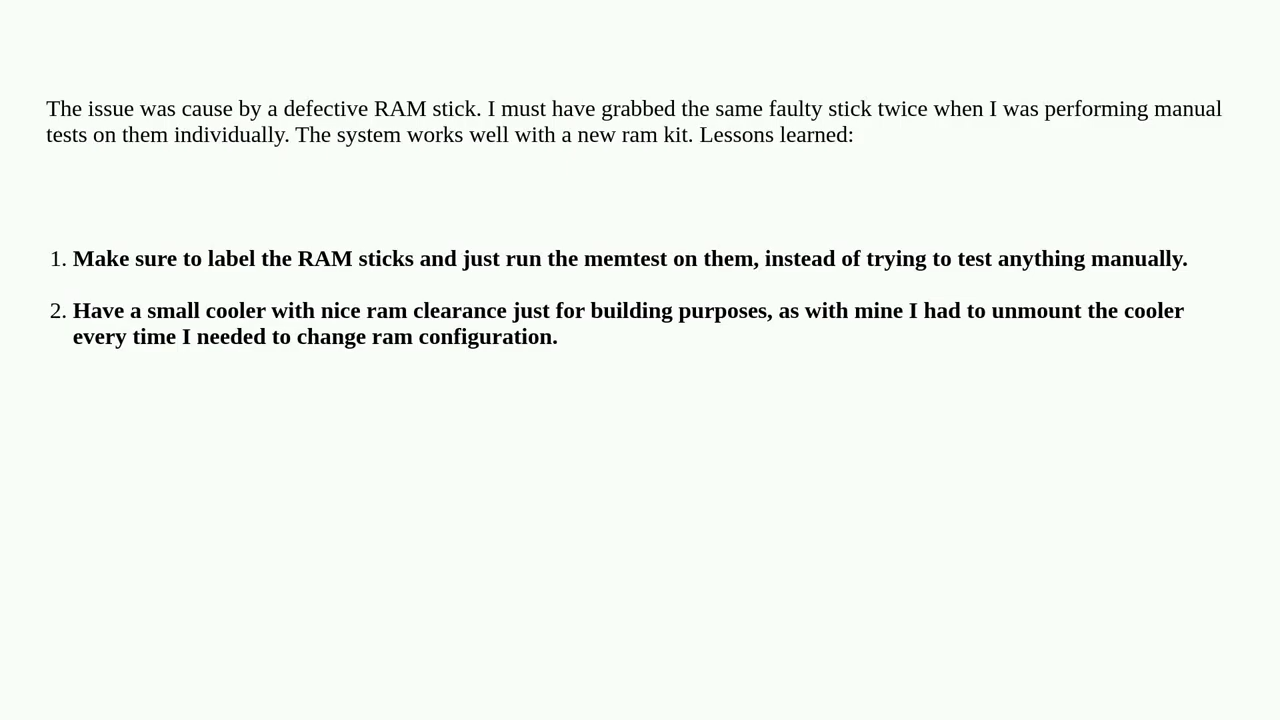 The issue was cause by a defective RAM stick. I must have grabbed the same faulty stick twice when I was performing manual
tests on them individually. The system works well with a new ram kit. Lessons learned:
1. Make sure to label the RAM sticks and just run the memtest on them, instead of trying to test anything manually.
2. Have a small cooler with nice ram clearance just for building purposes, as with mine I had to unmount the cooler
every time I needed to change ram configuration.